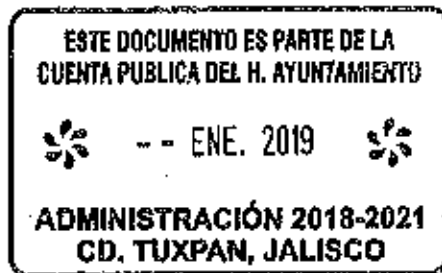 ESTE DOCUMENTO ES PARTE DE LA
CUENTA PUBLICA DEL H. AYUNTAMIENTO
-- ENE. 2019
ADMINISTRACIÓN 2018-2021
CD. TUXPAN, JALISCO